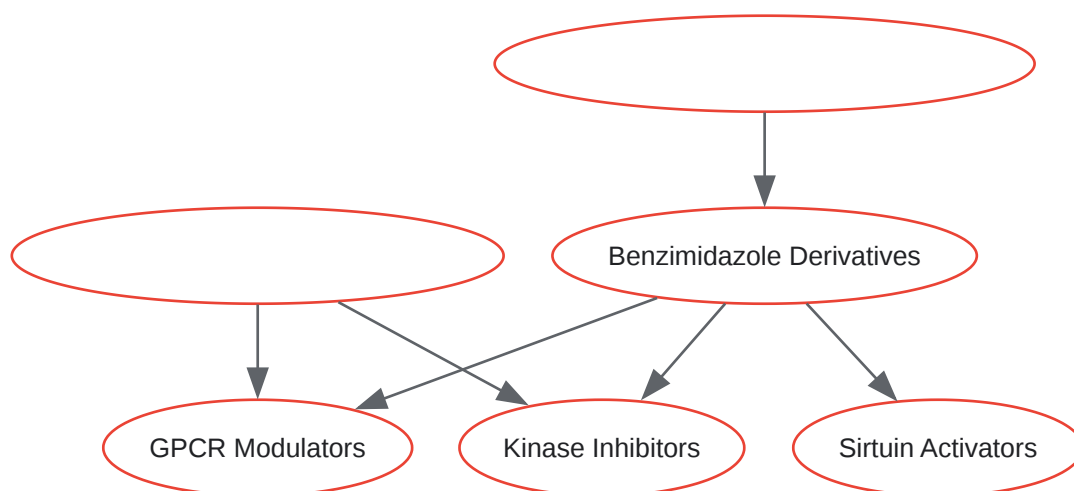 Benzimidazole Derivatives
GPCR Modulators
Kinase Inhibitors
Sirtuin Activators